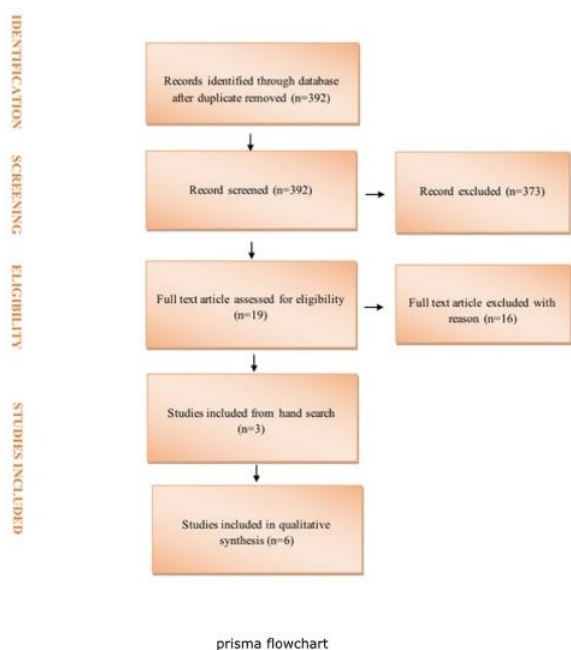 IDENTIFICATION
Records identified through database
after duplicate removed (n=392)
SCREENING
Record screened (n=392)
Record excluded (n=373)
ELIGIBILITY
Full text article assessed for eligibility
(n=19)
Full text article excluded with
reason (n=16)
STUDIES INCLUDED
Studies included from hand search
(n=3)
Studies included in qualitative
synthesis (n=6)
prisma flowchart